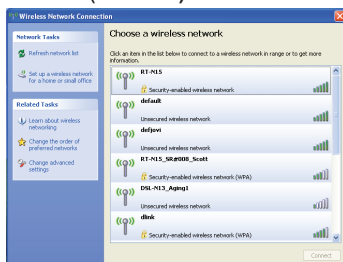 Wireless Network Connection
Network Tasks
Refresh network list
Set up a wireless network
for a home or small office
Related Tasks
Learn about wireless
networking
Change the order of
preferred networks
Change advanced
settings
Choose a wireless network
Click an item in the list below to connect to a wireless network in range or to get more
information.
RT-N15
Security-enabled wireless network
default
Unsecured wireless network
defjovi
Unsecured wireless network
RT-N15_SR#008_Scott
Security-enabled wireless network (WPA)
DSL-N13_Aging1
Unsecured wireless network
dlink
Security-enabled wireless network (WPA)
Connect